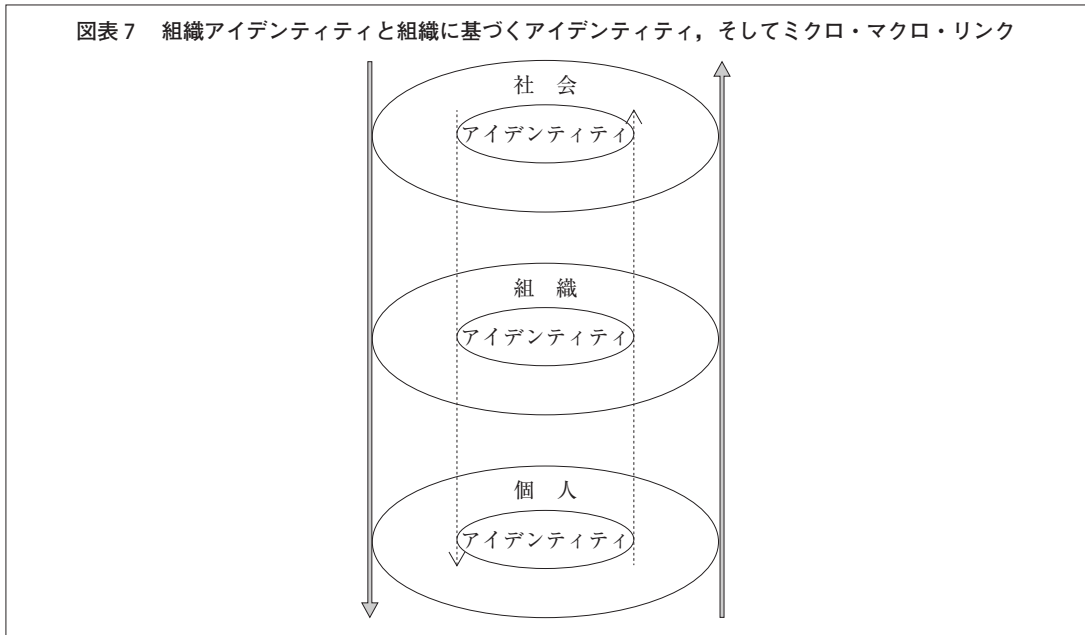 図表7 組織アイデンティティと組織に基づくアイデンティティ，そしてミクロ・マクロ・リンク
社 会
アイデンティティ
組 織
アイデンティティ
個 人
アイデンティティ